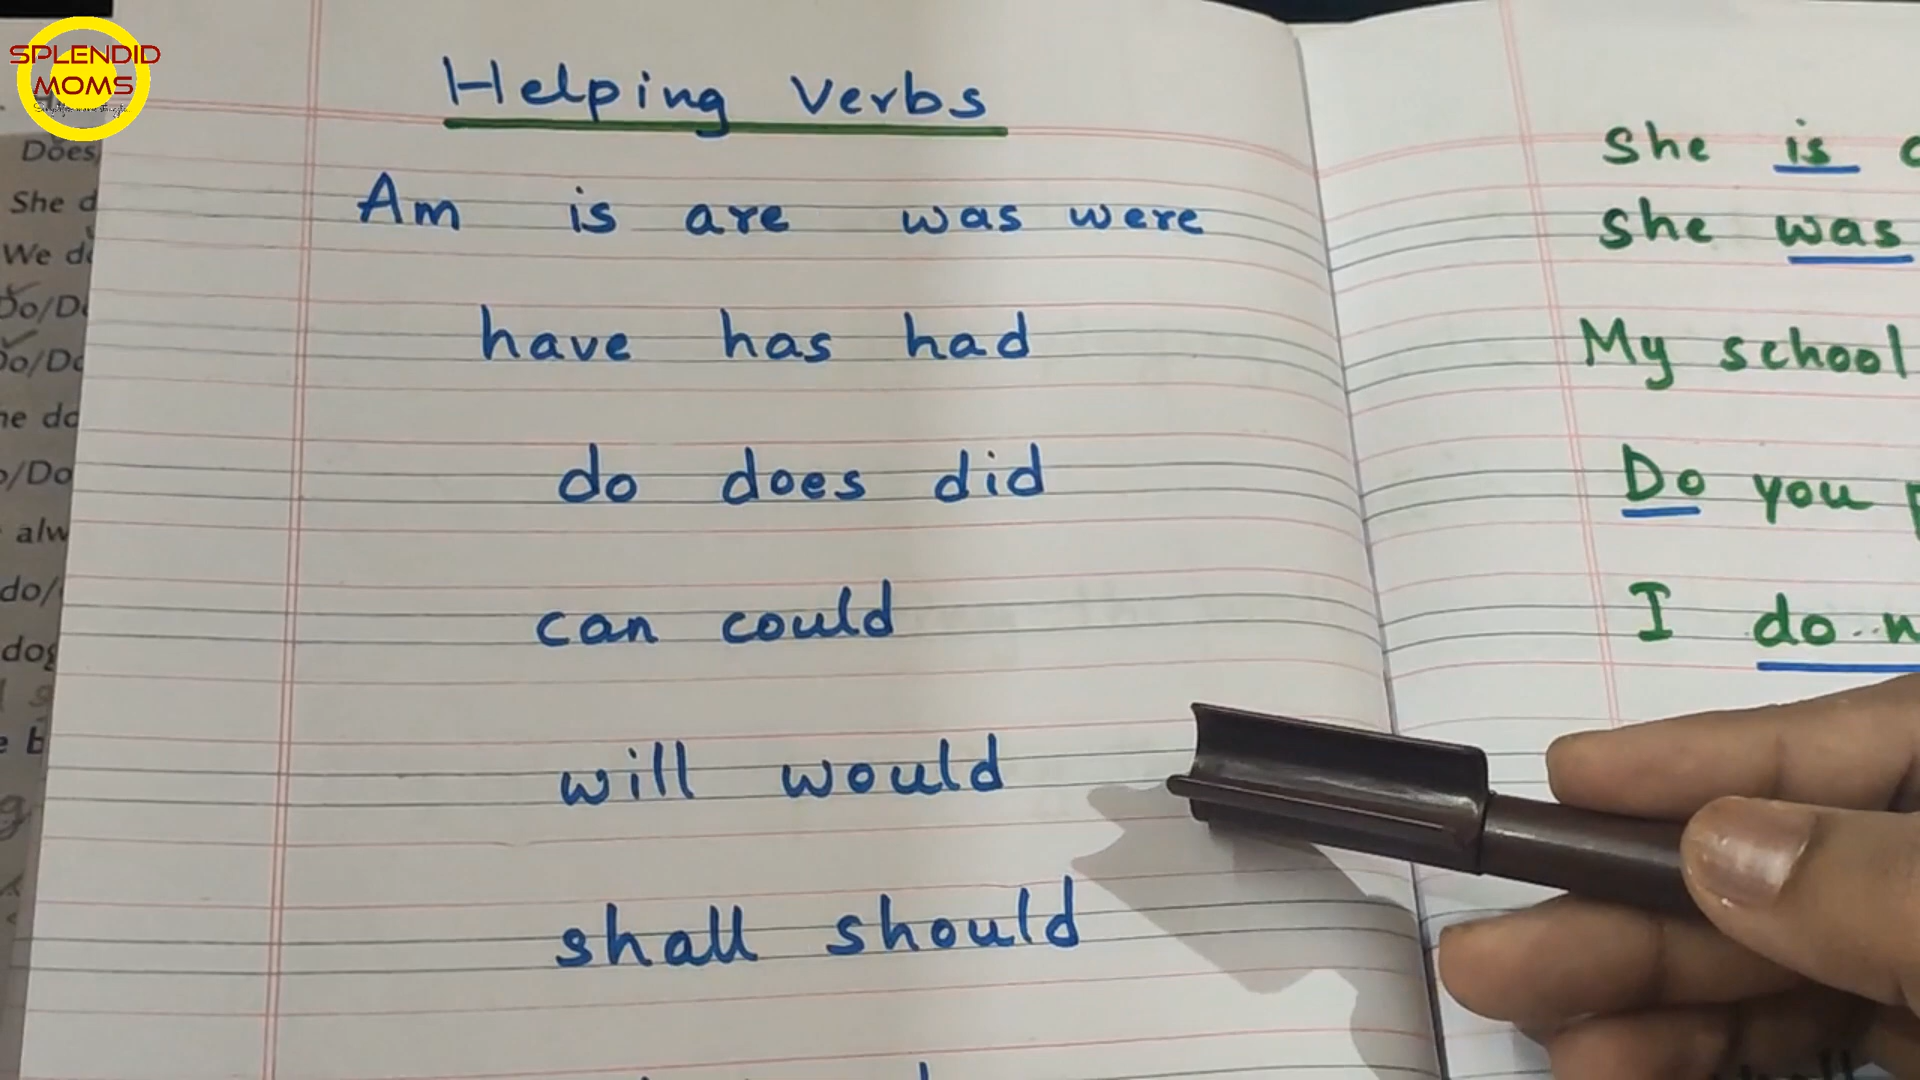 SPLENDID
MOMS
Helping Verbs
Am is are was were
have has had
do does did
can could
will would
shall should
She is
She was
My school
Do you
I do
Does
She d
We d
Do/D
Do/Do
he do
/Do
alw
do/
dog